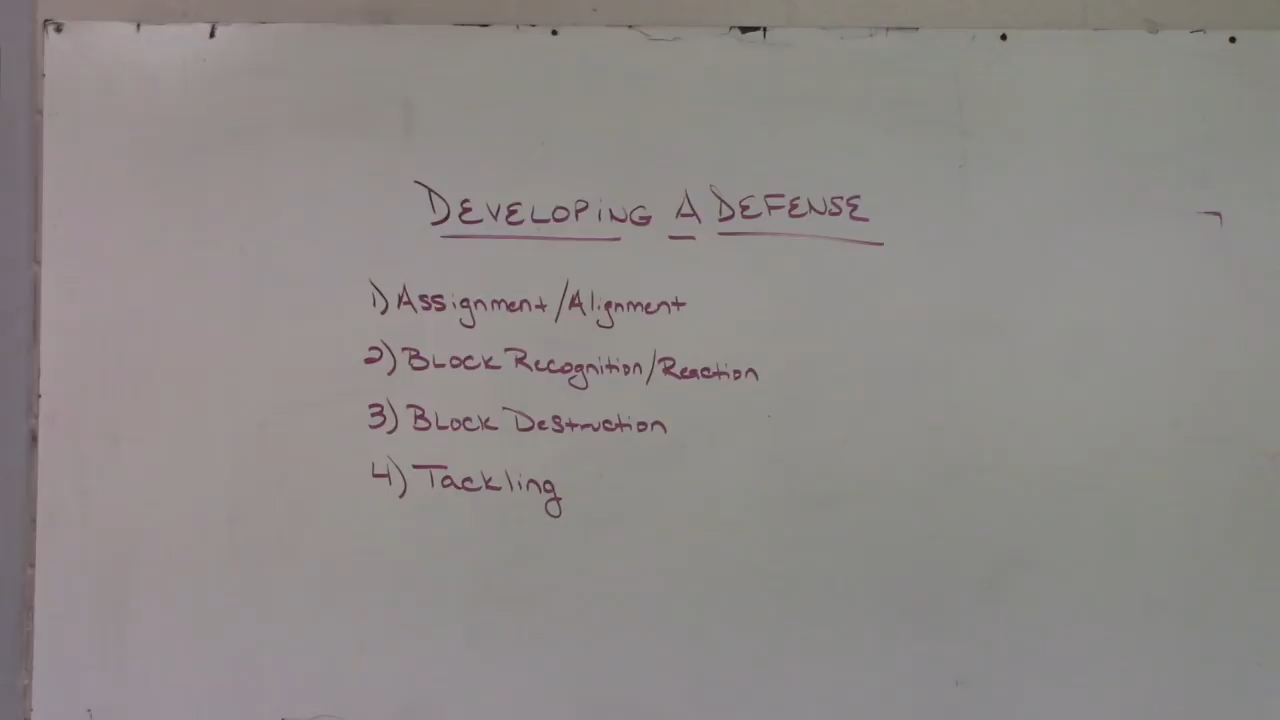 DEVELOPING A DEFENSE
1) Assignment/Alignment
2) Block Recognition/Reaction
3) Block Destruction
4) Tackling